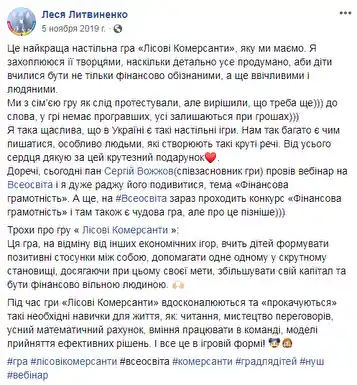 Леся Литвиненко
5 ноября 2019 г. ·
Це найкраща настільна гра «Лісові Комерсанти», яку ми маємо. Я
захоплююся її творцями, наскільки детально усе продумано, аби діти
вчилися бути не тільки фінансово обізнаними, а ще ввічливими і
людяними.
Ми з сім'єю гру як слід протестували, але вирішили, що треба ще))) до
слова, у грі немає програвших, усі залишаються при грошах)))
Я така щаслива, що в Україні є такі настільні ігри. Нам так багато є чим
пишатися, особливо людьми, які створюють такі круті речі. Від усього
сердця дякую за цей крутезний подарунок❤.
Доречі, сьогодні пан Сергій Вожжов(співзасновник гри) провів вебінар на
Всеосвіта і я дуже раджу його подивитися, тема «Фінансова
грамотність». А ще, на #Всеосвіта зараз проходить конкурс «Фінансова
грамотність» і там також є чудова гра, але про це пізніше)))
Трохи про гру « Лісові Комерсанти »:
Ця гра, на відміну від інших економічних ігор, вчить дітей формувати
позитивні стосунки між собою, допомагати одне одному у скрутному
становищі, досягаючи при цьому своєї мети, збільшувати свій капітал та
бути фінансово вільною людиною.
Під час гри «Лісові Комерсанти» вдосконалюються та «прокачуються»
такі необхідні навички для життя, як: читання, мистецтво переговорів,
усний математичний рахунок, вміння працювати в команді, моделі
прийняття ефективних рішень. І все це в ігровій формі!
#гра #лісовікомерсанти #всеосвіта #комерсанти #градлядітей #нуш
#вебінар